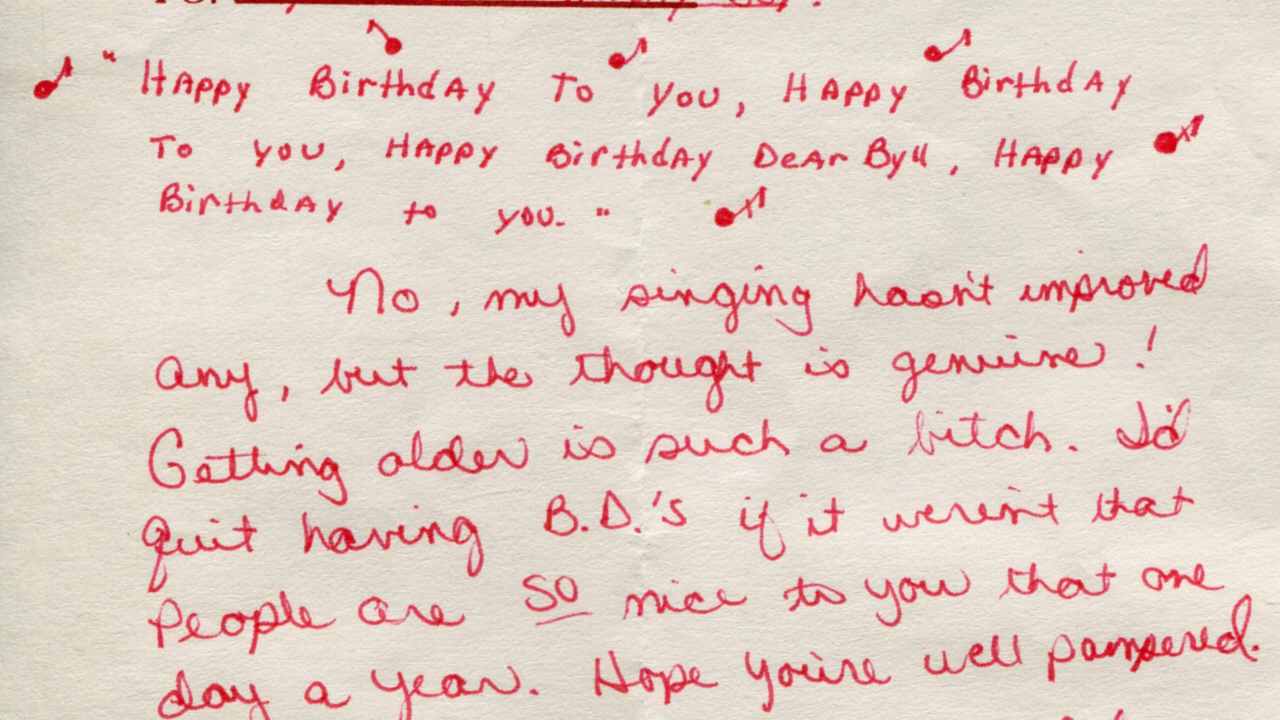 " Happy Birthday To you, Happy Birthday
To you, Happy Birthday Dear Byll, Happy
Birthday to you. "
No, my singing hasn't improved
any, but the thought is genuine!
Getting older is such a bitch. I'd
quit having B.D.'s if it weren't that
people are so nice to you that one
day a year. Hope you're well pampered.